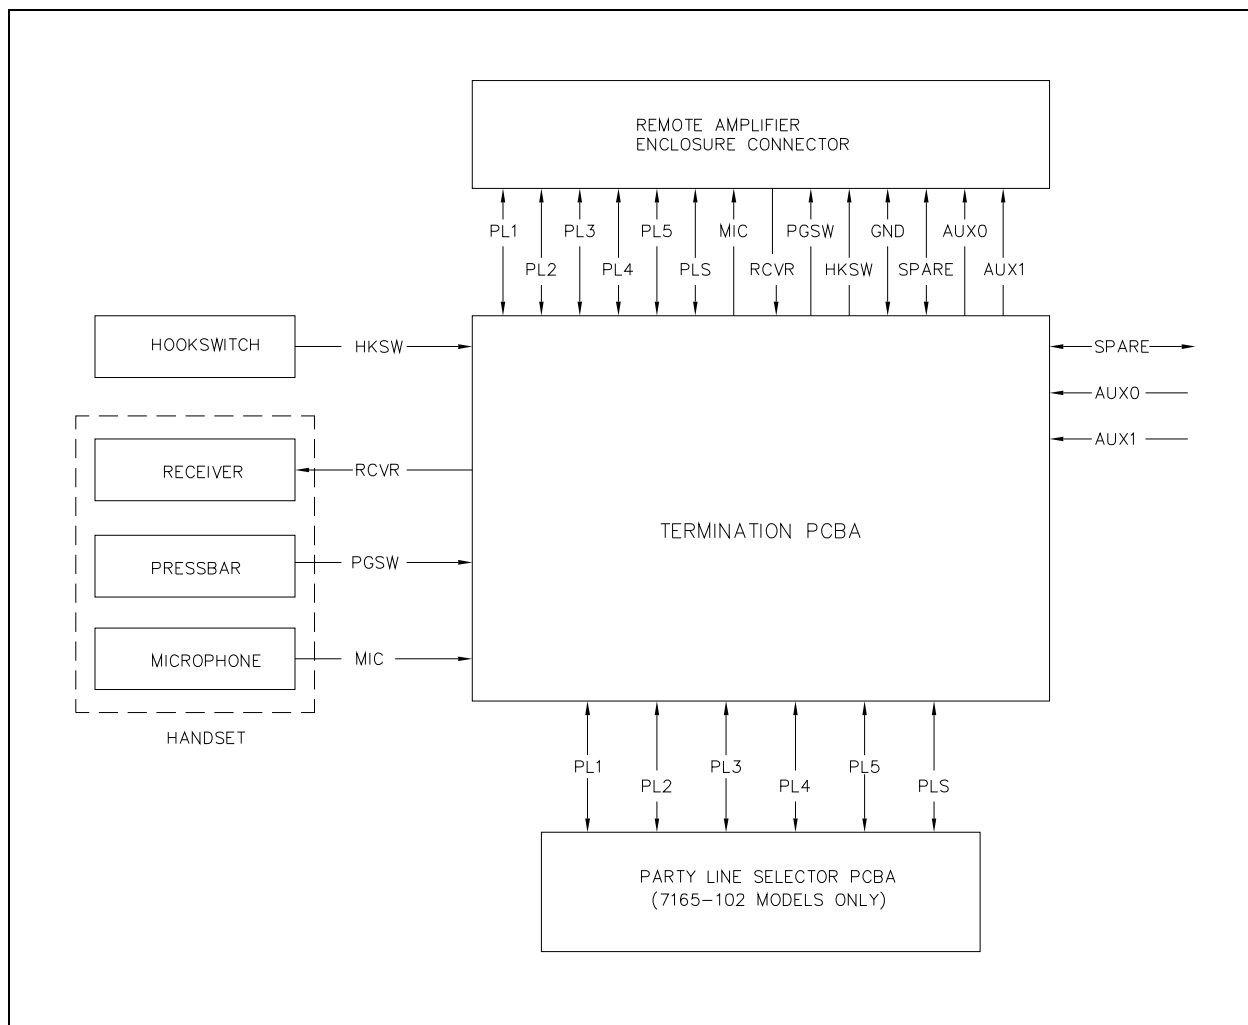 REMOTE AMPLIFIER
ENCLOSURE CONNECTOR
PL1 PL3 PL5 MIC PGSW GND AUX0
PL2 PL4 PLS RCVR HKSW SPARE AUX1
HOOKSWITCH HKSW SPARE
AUX0
AUX1
RECEIVER RCVR
TERMINATION PCBA
PRESSBAR PGSW
MICROPHONE MIC
HANDSET
PL1 PL3 PL5
PL2 PL4 PLS
PARTY LINE SELECTOR PCBA
(7165-102 MODELS ONLY)